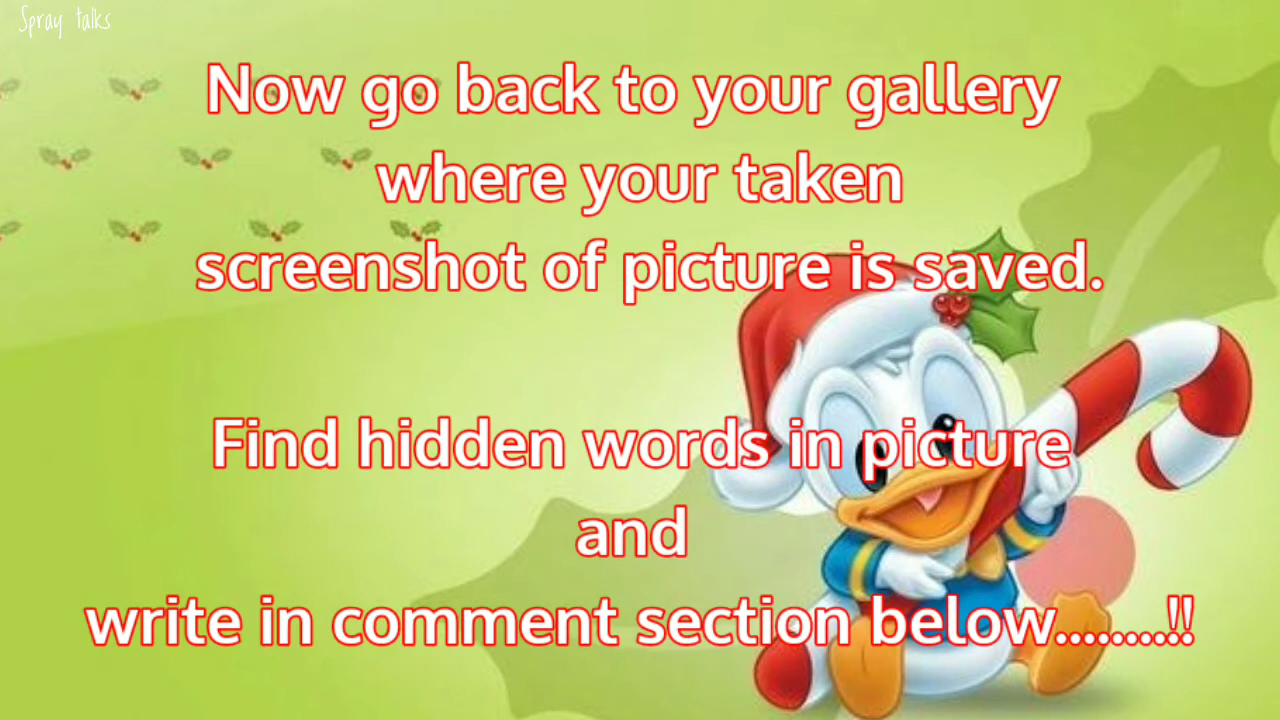 Spray talks
Now go back to your gallery
where your taken
screenshot of picture is saved.
Find hidden words in picture
and
write in comment section below........!!